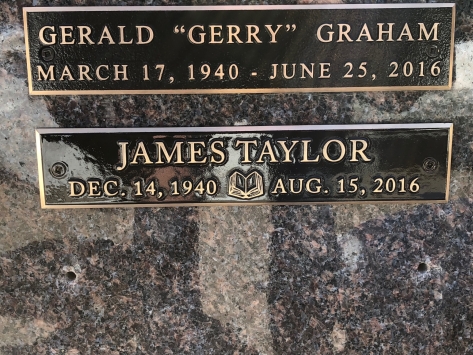 GERALD "GERRY" GRAHAM
MARCH 17, 1940 - JUNE 25, 2016
JAMES TAYLOR
DEC. 14, 1940 AUG. 15, 2016